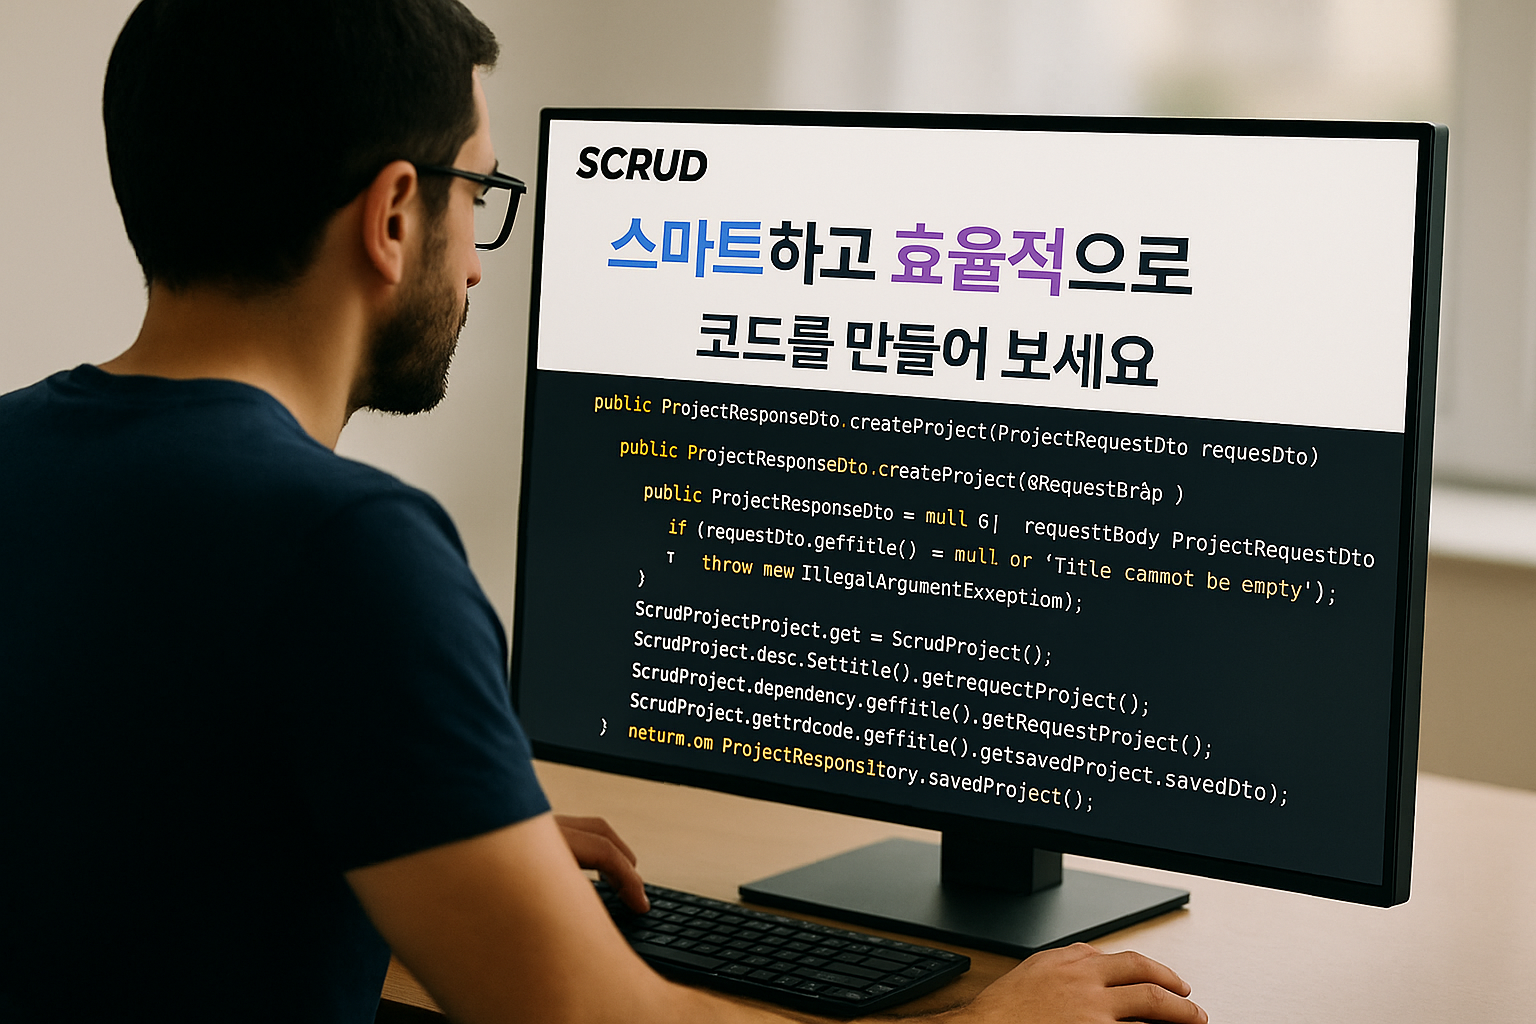 SCRUD
스마트하고 효율적으로
코드를 만들어 보세요
public ProjectResponseDto.createProject(ProjectRequestDto requesDto)
public ProjectResponseDto.createProject(@RequestBråp )
public ProjectResponseDto = mull G| requesttBody ProjectRequestDto
if (requestDto.geffitle() = mull or ‘Title cammot be empty');
T throw mew IllegalArgumentExxeptiom);
}
ScrudProjectProject.get = ScrudProject();
ScrudProject.desc.Settitle().getrequectProject();
ScrudProject.dependency.geffitle().getRequestProject();
ScrudProject.gettrdcode.geffitle().getsavedProject.savedDto);
} neturm.om ProjectResponsltory.savedProject();